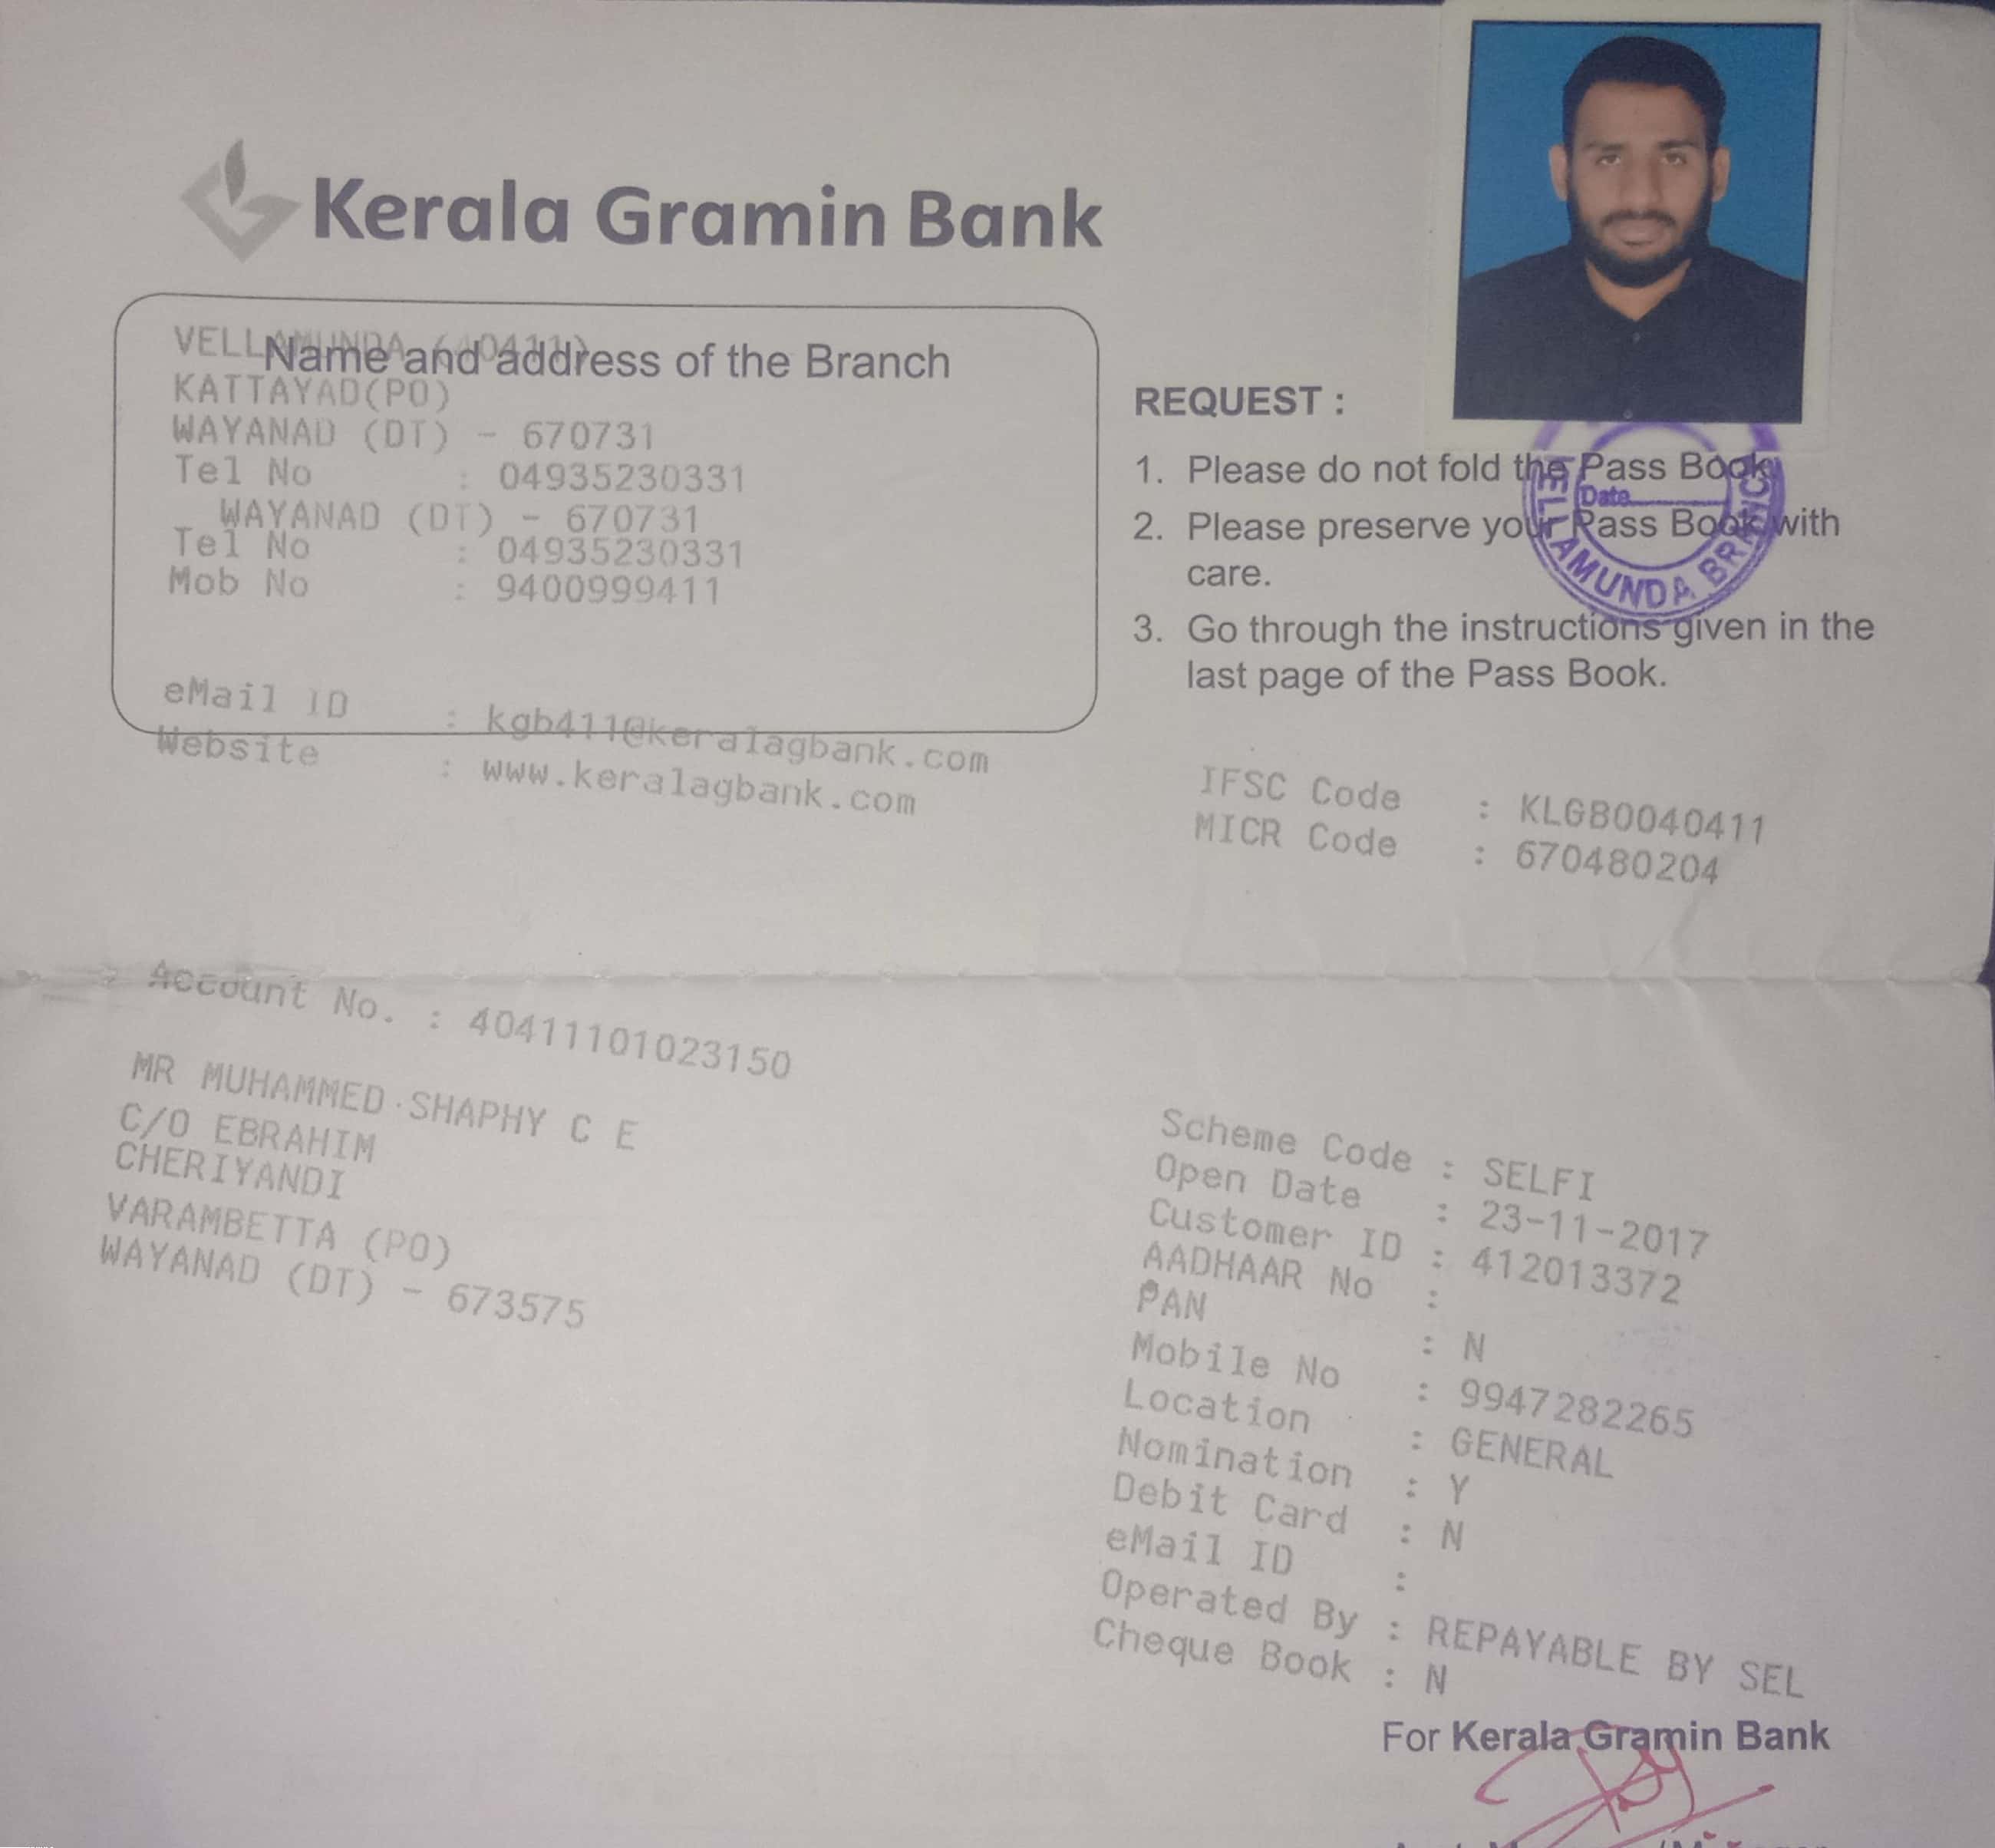 Kerala Gramin Bank
VELLAMUNDA (40411)
Name and address of the Branch
KATTAYAD(PO)
WAYANAD (DT) - 670731
Tel No : 04935230331
WAYANAD (DT) - 670731
Tel No : 04935230331
Mob No : 9400999411
eMail ID : kgb411@keralagbank.com
Website : www.keralagbank.com
REQUEST :
1. Please do not fold the Pass Book.
2. Please preserve your Pass Book with
care.
3. Go through the instructions given in the
last page of the Pass Book.
Date
ELLAMUNDA BRANC
IFSC Code : KLGB0040411
MICR Code : 670480204
Account No. : 40411101023150
MR MUHAMMED SHAPHY C E
C/O EBRAHIM
CHERIYANDI
VARAMBETTA (PO)
WAYANAD (DT) - 673575
Scheme Code : SELFI
Open Date : 23-11-2017
Customer ID : 412013372
AADHAAR No :
PAN : N
Mobile No : 9947282265
Location : GENERAL
Nomination : Y
Debit Card : N
eMail ID :
Operated By : REPAYABLE BY SEL
Cheque Book : N
For Kerala Gramin Bank